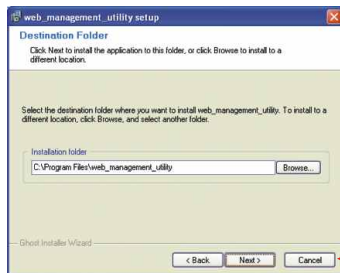 web_management_utility setup
Destination Folder
Click Next to install the application to this folder, or click Browse to install to a
different location.
Select the destination folder where you want to install web_management_utility. To install to a
different location, click Browse, and select another folder.
Installation folder
C:\Program Files\web_management_utility
Browse...
Ghost Installer Wizard
< Back
Next >
Cancel